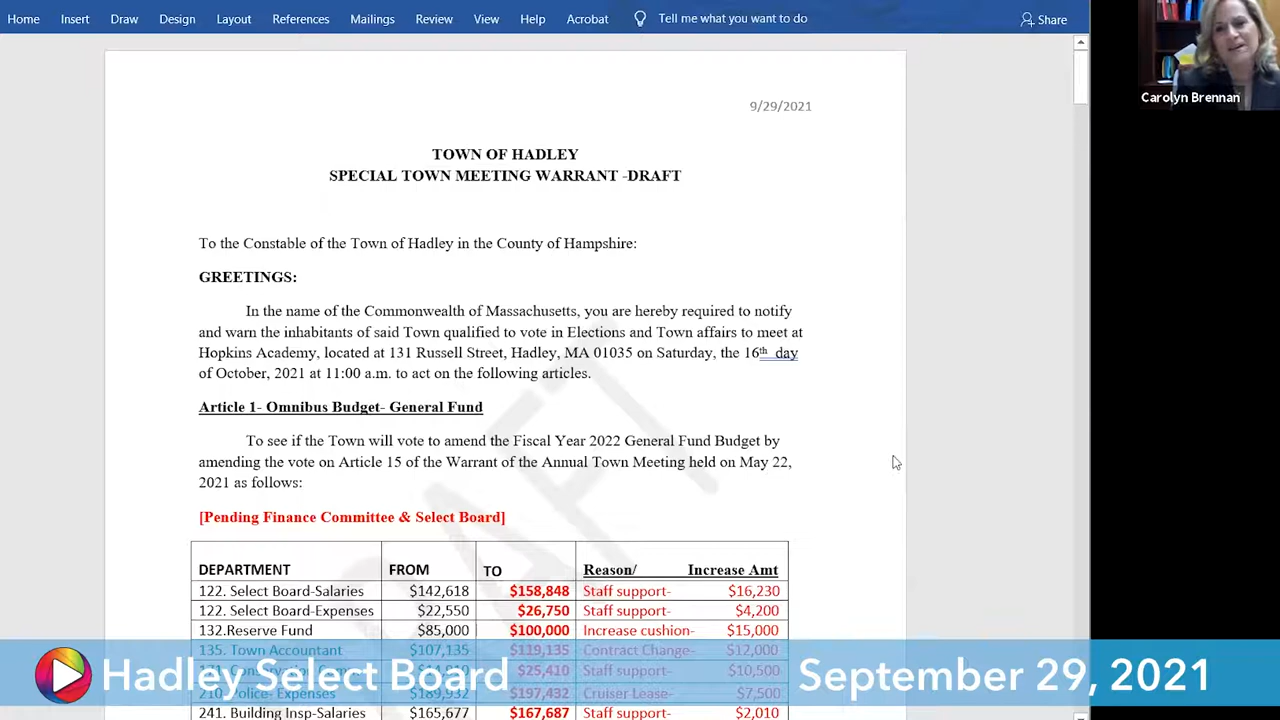 Home Insert Draw Design Layout References Mailings Review View Help Acrobat Tell me what you want to do Share
Carolyn Brennan
9/29/2021
TOWN OF HADLEY
SPECIAL TOWN MEETING WARRANT -DRAFT
To the Constable of the Town of Hadley in the County of Hampshire:
GREETINGS:
In the name of the Commonwealth of Massachusetts, you are hereby required to notify
and warn the inhabitants of said Town qualified to vote in Elections and Town affairs to meet at
Hopkins Academy, located at 131 Russell Street, Hadley, MA 01035 on Saturday, the 16th day
of October, 2021 at 11:00 a.m. to act on the following articles.
Article 1- Omnibus Budget- General Fund
To see if the Town will vote to amend the Fiscal Year 2022 General Fund Budget by
amending the vote on Article 15 of the Warrant of the Annual Town Meeting held on May 22,
2021 as follows:
[Pending Finance Committee & Select Board]
DEPARTMENT FROM TO Reason/ Increase Amt
122. Select Board-Salaries $142,618 $158,848 Staff support- $16,230
122. Select Board-Expenses $22,550 $26,750 Staff support- $4,200
132.Reserve Fund $85,000 $100,000 Increase cushion- $15,000
135. Town Accountant $107,135 $119,135 Contract Change- $12,000
$25,410 Staff support- $10,500
210. Police- Expenses $189,932 $197,432 Cruiser Lease- $7,500
241. Building Insp-Salaries $165,677 $167,687 Staff support- $2,010
Hadley Select Board September 29, 2021
DRAFT